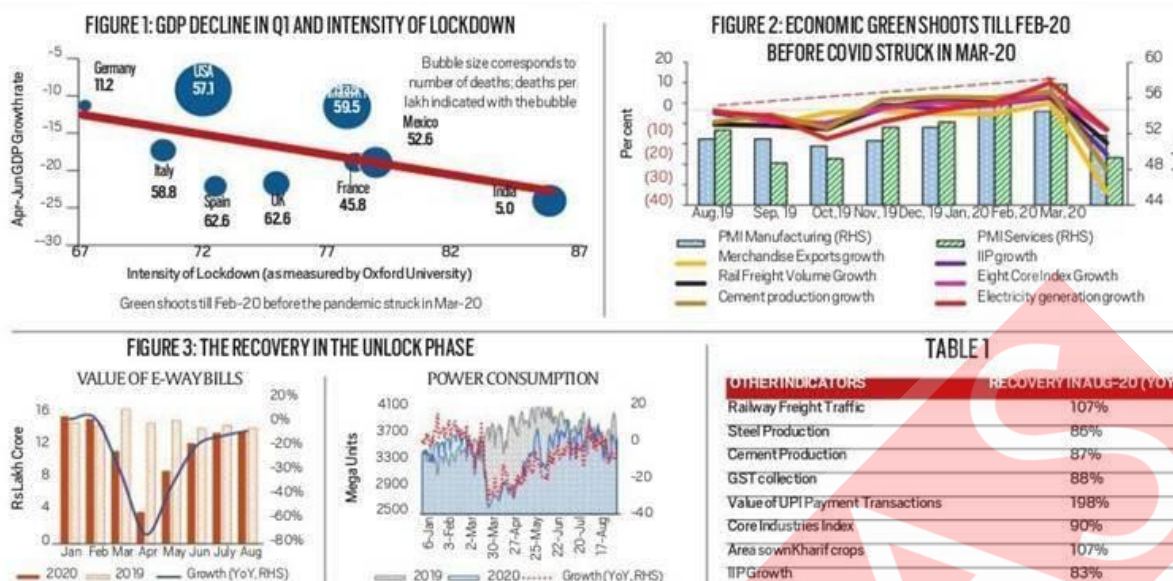 FIGURE 1: GDP DECLINE IN Q1 AND INTENSITY OF LOCKDOWN
Apr-Jun GDP Growth rate
-5
-10
-15
-20
-25
-30
Germany
11.2
USA
57.1
59.5
Bubble size corresponds to
number of deaths; deaths per
lakh indicated with the bubble
Mexico
52.6
Italy
58.8
Spain
62.6
UK
62.6
France
45.8
India
5.0
67
72
77
82
87
Intensity of Lockdown (as measured by Oxford University)
Green shoots till Feb-20 before the pandemic struck in Mar-20
FIGURE 2: ECONOMIC GREEN SHOOTS TILL FEB-20
BEFORE COVID STRUCK IN MAR-20
Per cent
20
10
0
(10)
(20)
(30)
(40)
60
56
52
48
44
Aug, 19
Sep, 19
Oct, 19
Nov, 19
Dec, 19
Jan, 20
Feb, 20
Mar, 20
PMI Manufacturing (RHS)
PMI Services (RHS)
Merchandise Exports growth
IIP growth
Rail Freight Volume Growth
Eight Core Index Growth
Cement production growth
Electricity generation growth
FIGURE 3: THE RECOVERY IN THE UNLOCK PHASE
VALUE OF E-WAY BILLS
Rs Lakh Crore
16
12
8
4
0
20%
0%
-20%
-30%
-40%
-60%
-80%
Jan Feb Mar Apr May Jun July Aug
2020 2019 Growth (YoY, RHS)
POWER CONSUMPTION
Mega Units
4100
3700
3300
2900
2500
20
0
-20
-40
6-Jan
3-Feb
2-Mar
30-Mar
27-Apr
25-May
22-Jun
20-Jul
17-Aug
2019 2020 Growth (YoY, RHS)
TABLE 1
OTHER INDICATORS RECOVERY IN AUG-20 (YOY
Railway Freight Traffic 107%
Steel Production 86%
Cement Production 87%
GST collection 88%
Value of UPI Payment Transactions 198%
Core Industries Index 90%
Area sown Kharif crops 107%
IIP Growth 83%